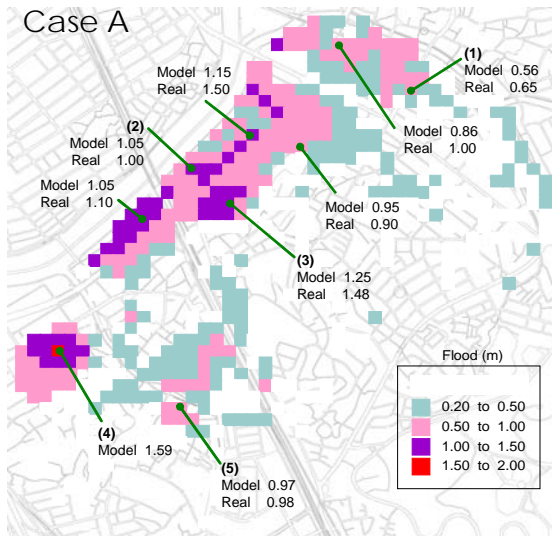 Case A
(1)
Model 0.56
Real 0.65
Model 1.15
Real 1.50
Model 0.86
Real 1.00
(2)
Model 1.05
Real 1.00
Model 1.05
Real 1.10
Model 0.95
Real 0.90
(3)
Model 1.25
Real 1.48
(4)
Model 1.59
(5)
Model 0.97
Real 0.98
Flood (m)
0.20 to 0.50
0.50 to 1.00
1.00 to 1.50
1.50 to 2.00